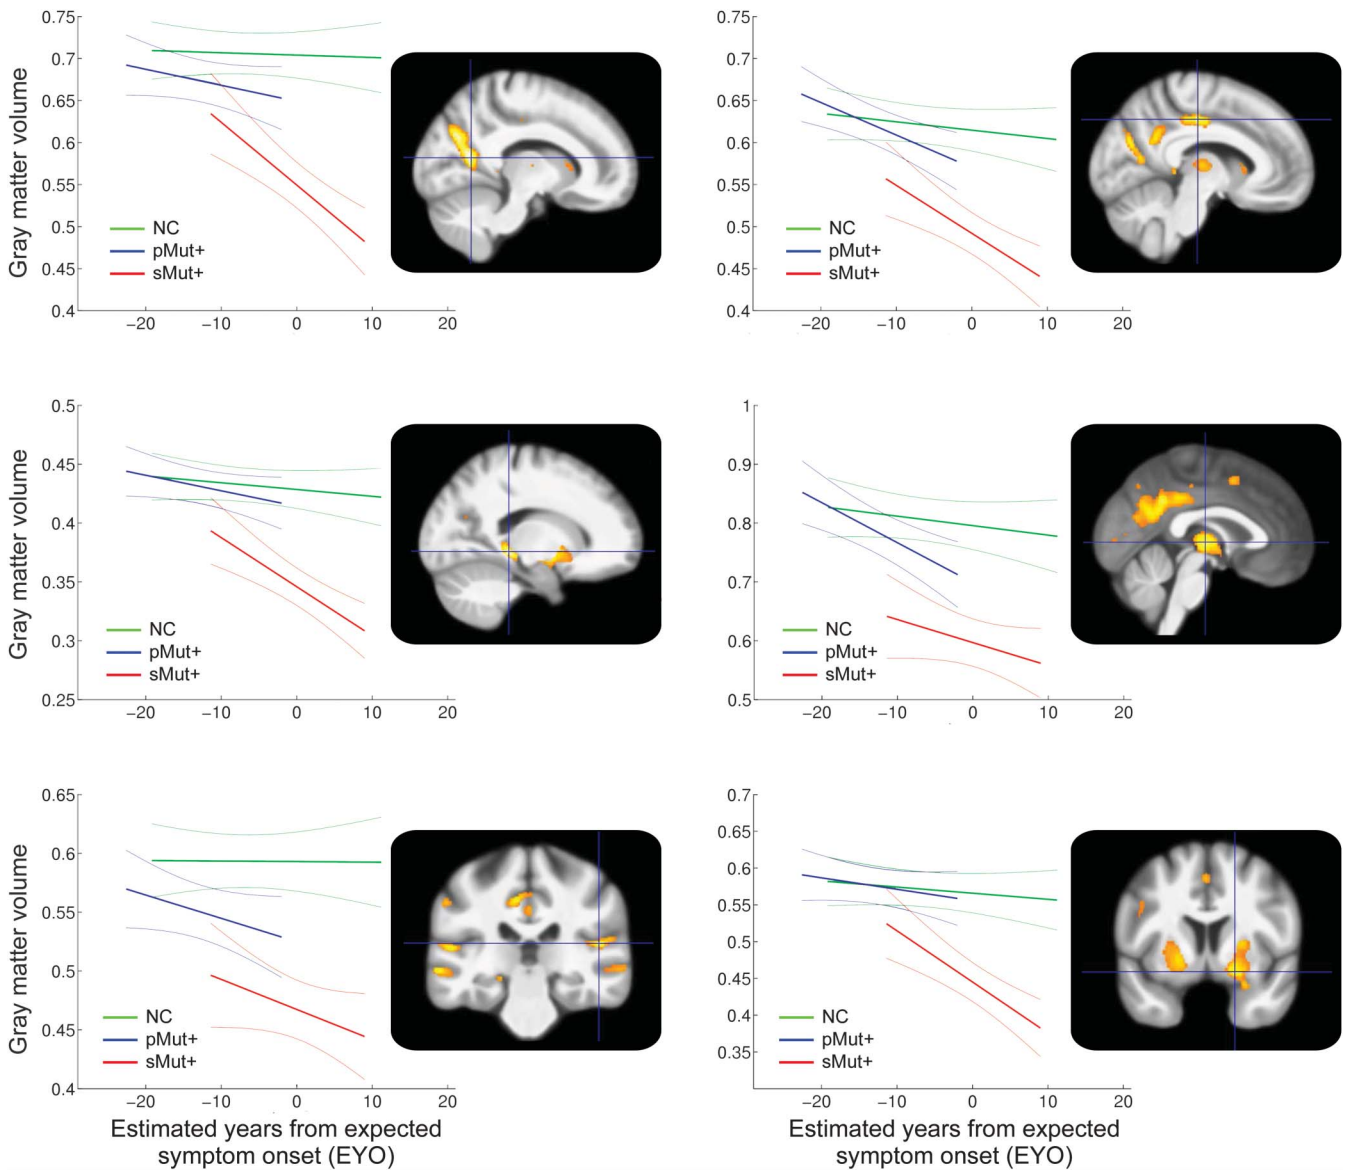 0.75
0.7
0.65
0.6
0.55
0.5
0.45
0.4
Gray matter volume
NC
pMut+
sMut+
−20 −10 0 10 20
0.75
0.7
0.65
0.6
0.55
0.5
0.45
0.4
NC
pMut+
sMut+
−20 −10 0 10 20
0.5
0.45
0.4
0.35
0.3
0.25
Gray matter volume
NC
pMut+
sMut+
−20 −10 0 10 20
1
0.9
0.8
0.7
0.6
0.5
NC
pMut+
sMut+
−20 −10 0 10 20
0.65
0.6
0.55
0.5
0.45
0.4
Gray matter volume
NC
pMut+
sMut+
−20 −10 0 10 20
Estimated years from expected
symptom onset (EYO)
0.7
0.65
0.6
0.55
0.5
0.45
0.4
0.35
NC
pMut+
sMut+
−20 −10 0 10 20
Estimated years from expected
symptom onset (EYO)